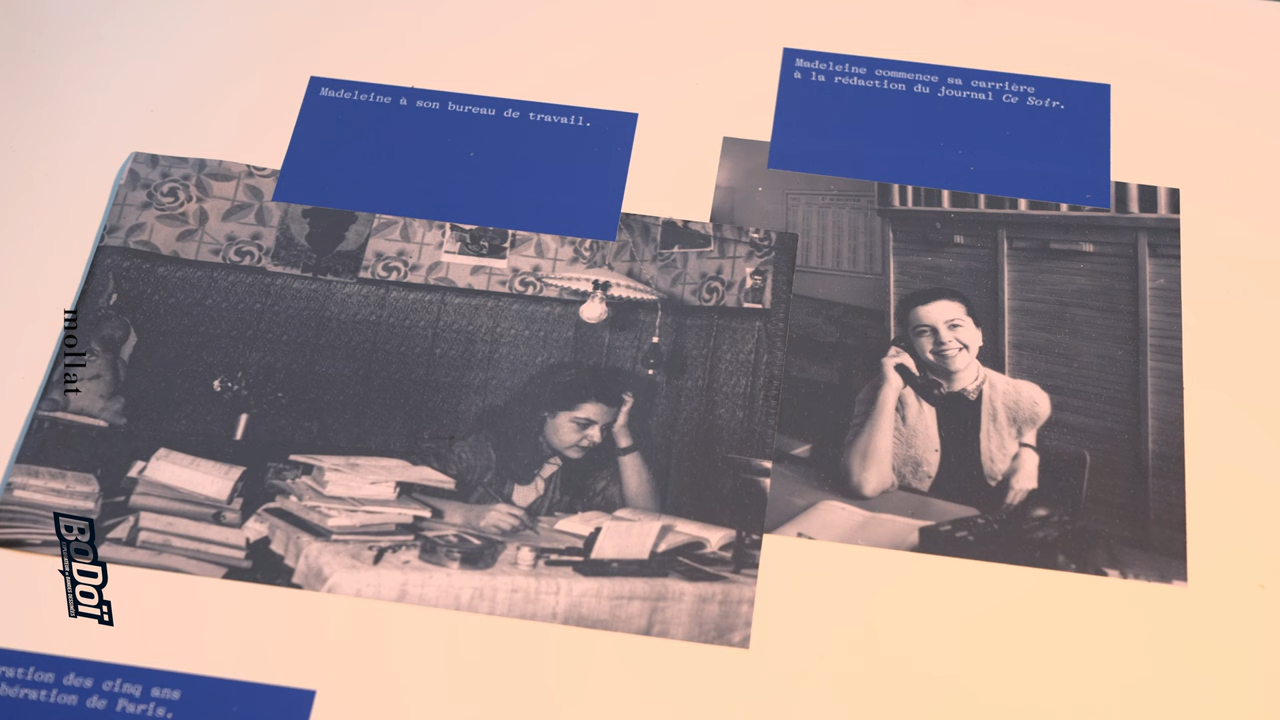 Madeleine à son bureau de travail.
Madeleine commence sa carrière
à la rédaction du journal Ce Soir.
mollat
BoDoï
ration des cinq ans
bération de Paris.